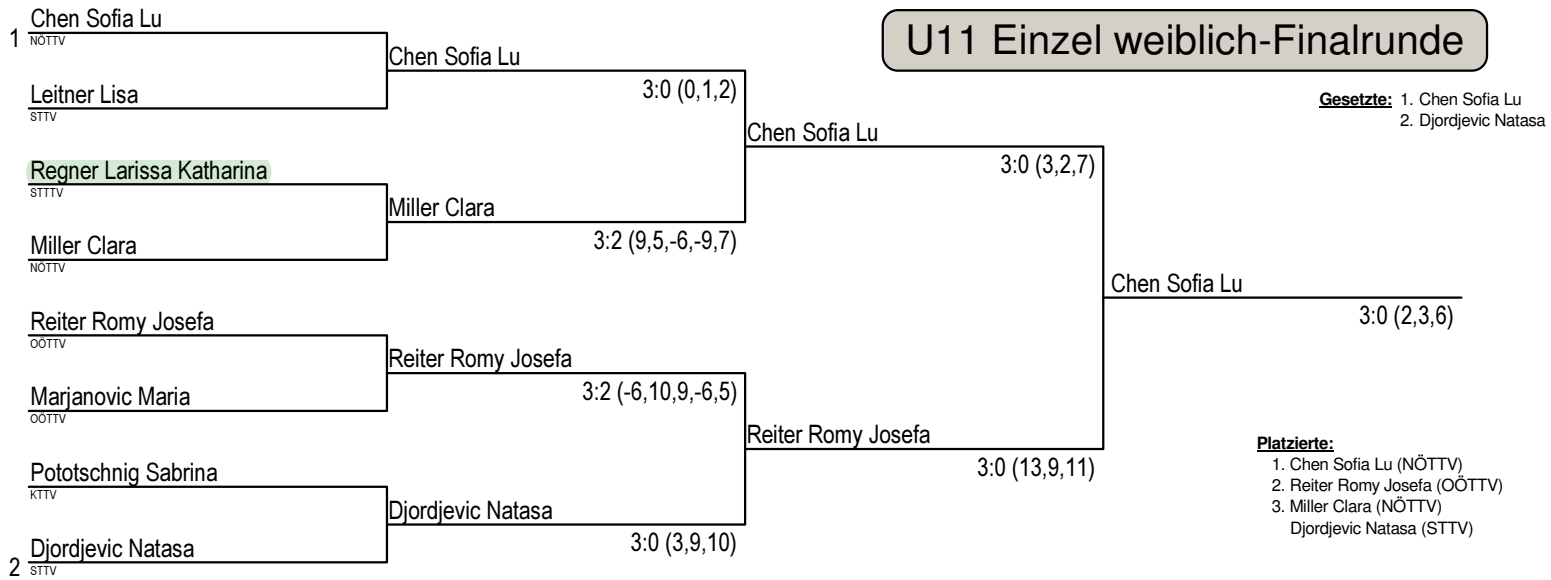 U11 Einzel weiblich-Finalrunde
Gesetzte: 1. Chen Sofia Lu
2. Djordjevic Natasa
1 Chen Sofia Lu
NÖTTV
Chen Sofia Lu
3:0 (0,1,2)
Leitner Lisa
STTV
Chen Sofia Lu
3:0 (3,2,7)
Regner Larissa Katharina
STTTV
Miller Clara
3:2 (9,5,-6,-9,7)
Miller Clara
NÖTTV
Chen Sofia Lu
3:0 (2,3,6)
Reiter Romy Josefa
OÖTTV
Reiter Romy Josefa
3:2 (-6,10,9,-6,5)
Marjanovic Maria
OÖTTV
Reiter Romy Josefa
3:0 (13,9,11)
Pototschnig Sabrina
KTTV
Djordjevic Natasa
3:0 (3,9,10)
2 Djordjevic Natasa
STTV
Platzierte:
1. Chen Sofia Lu (NÖTTV)
2. Reiter Romy Josefa (OÖTTV)
3. Miller Clara (NÖTTV)
Djordjevic Natasa (STTV)